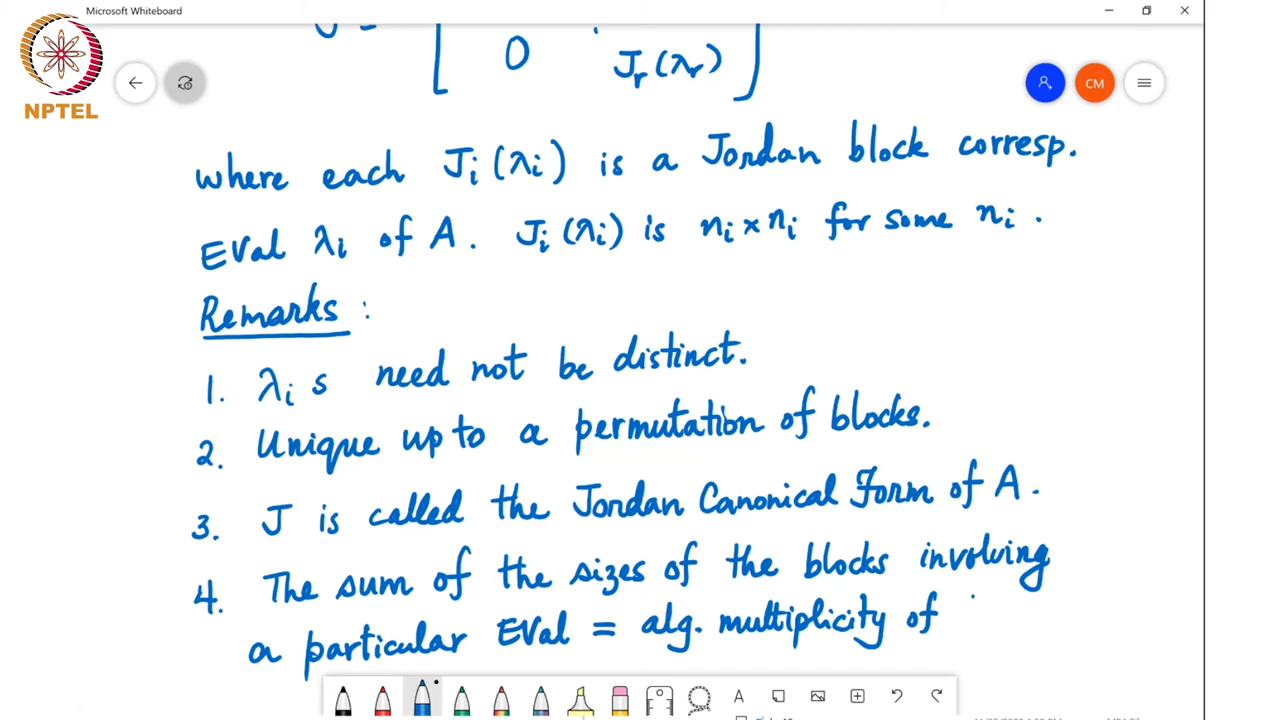 Microsoft Whiteboard
NPTEL
CM
0 J_r(λ_r)
where each J_i(λ_i) is a Jordan block corresp.
EVal λ_i of A. J_i(λ_i) is n_i×n_i for some n_i.
Remarks :
1. λ_i s need not be distinct.
2. Unique upto a permutation of blocks.
3. J is called the Jordan Canonical Form of A.
4. The sum of the sizes of the blocks involving
a particular EVal = alg. multiplicity of
A